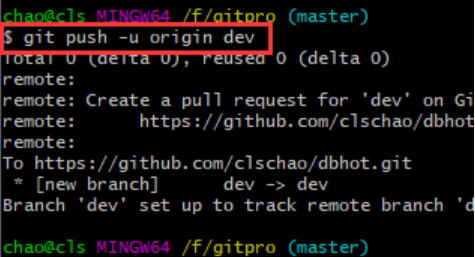 chao@cls MINGW64 /f/gitpro (master)
$ git push -u origin dev
Total 0 (delta 0), reused 0 (delta 0)
remote:
remote: Create a pull request for 'dev' on Gi
remote:      https://github.com/clschao/dbhot
remote:
To https://github.com/clschao/dbhot.git
 * [new branch]      dev -> dev
Branch 'dev' set up to track remote branch 'd
chao@cls MINGW64 /f/gitpro (master)